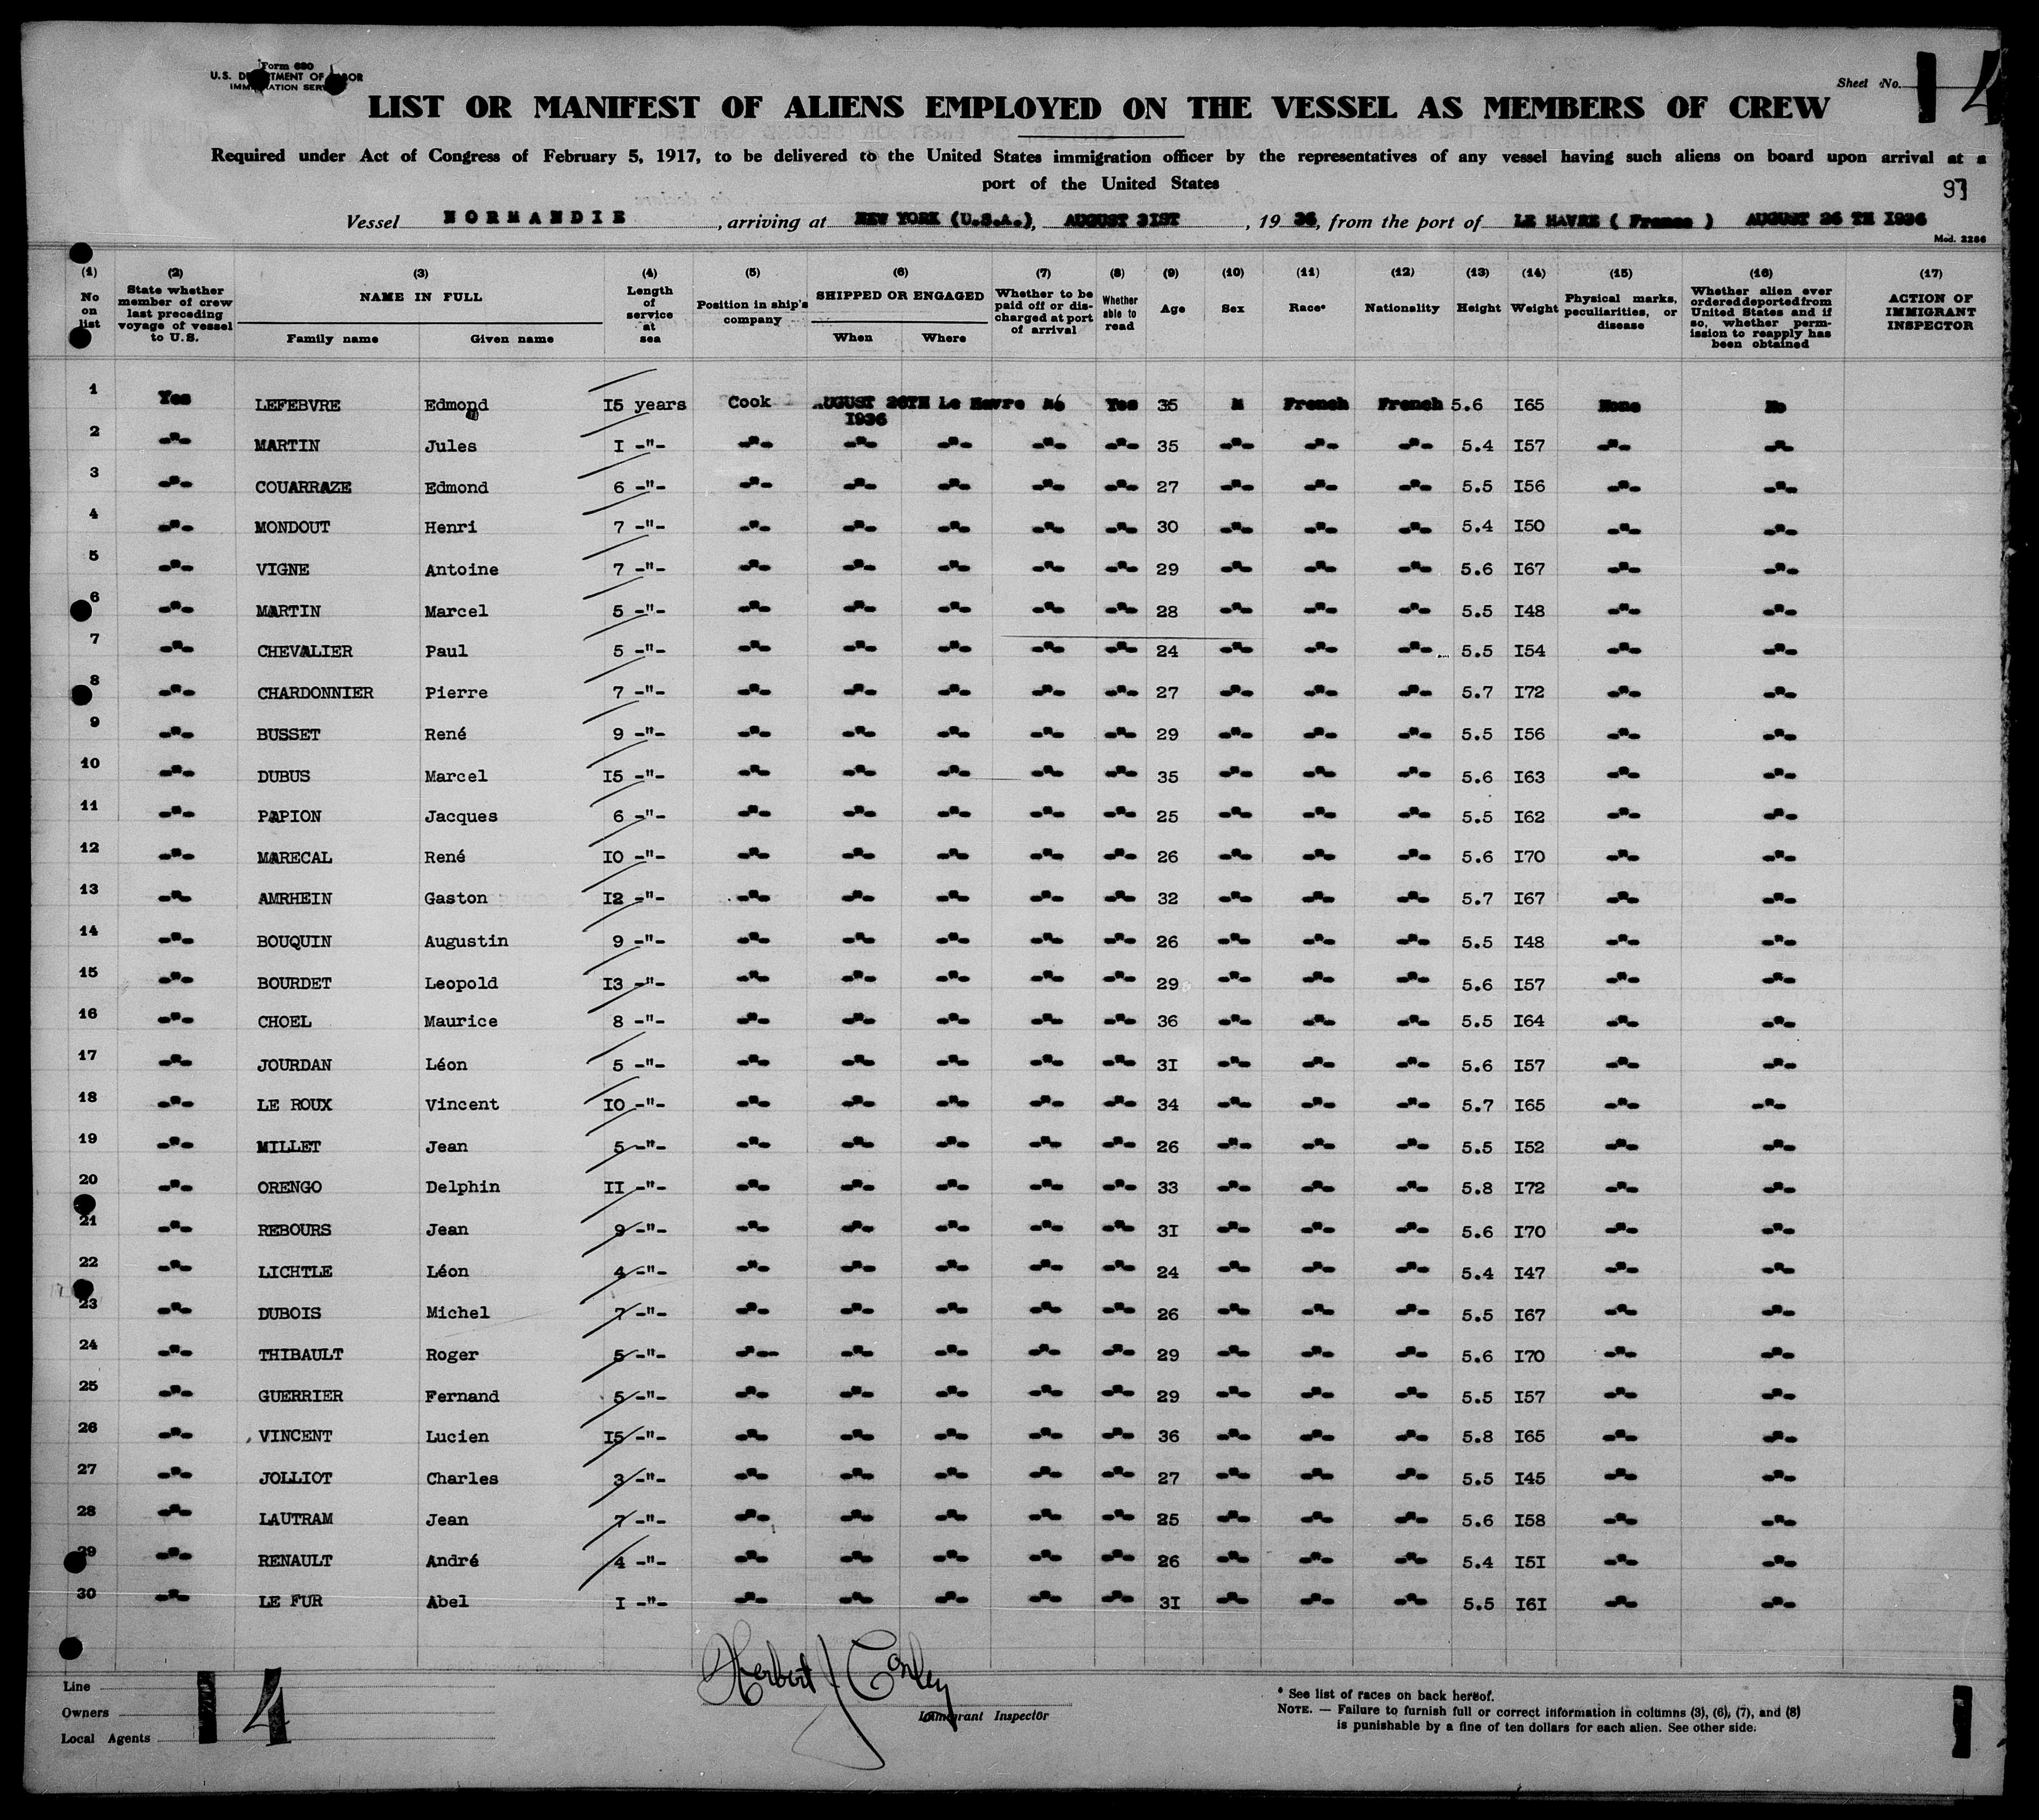 Form 680
U.S. DEPARTMENT OF LABOR
IMMIGRATION SERVICE
Sheet No. 14
LIST OR MANIFEST OF ALIENS EMPLOYED ON THE VESSEL AS MEMBERS OF CREW
Required under Act of Congress of February 5, 1917, to be delivered to the United States immigration officer by the representatives of any vessel having such aliens on board upon arrival at a
port of the United States
Vessel NORMANDIE, arriving at NEW YORK (U.S.A.), AUGUST 31ST, 19 36, from the port of LE HAVRE ( France ) AUGUST 26 TH I936
Mod. 2286
(1) No on list (2) State whether member of crew last preceding voyage of vessel to U.S. (3) NAME IN FULL Family name Given name (4) Length of service at sea (5) Position in ship's company (6) SHIPPED OR ENGAGED When Where (7) Whether to be paid off or discharged at port of arrival (8) Whether able to read (9) Age (10) Sex (11) Race* (12) Nationality (13) Height (14) Weight (15) Physical marks, peculiarities, or disease (16) Whether alien ever ordered deported from United States and if so, whether permission to reapply has been obtained (17) ACTION OF IMMIGRANT INSPECTOR
1 Yes LEFEBVRE Edmond I5 years Cook AUGUST 26TH I936 Le Havre No Yes 35 M French French 5.6 I65 None No
2 -"- MARTIN Jules I -"- -"- -"- -"- -"- -"- 35 -"- -"- -"- 5.4 I57 -"- -"-
3 -"- COUARRAZE Edmond 6 -"- -"- -"- -"- -"- -"- 27 -"- -"- -"- 5.5 I56 -"- -"-
4 -"- MONDOUT Henri 7 -"- -"- -"- -"- -"- -"- 30 -"- -"- -"- 5.4 I50 -"- -"-
5 -"- VIGNE Antoine 7 -"- -"- -"- -"- -"- -"- 29 -"- -"- -"- 5.6 I67 -"- -"-
6 -"- MARTIN Marcel 5 -"- -"- -"- -"- -"- -"- 28 -"- -"- -"- 5.5 I48 -"- -"-
7 -"- CHEVALIER Paul 5 -"- -"- -"- -"- -"- -"- 24 -"- -"- -"- 5.5 I54 -"- -"-
8 -"- CHARDONNIER Pierre 7 -"- -"- -"- -"- -"- -"- 27 -"- -"- -"- 5.7 I72 -"- -"-
9 -"- BUSSET René 9 -"- -"- -"- -"- -"- -"- 29 -"- -"- -"- 5.5 I56 -"- -"-
10 -"- DUBUS Marcel I5 -"- -"- -"- -"- -"- -"- 35 -"- -"- -"- 5.6 I63 -"- -"-
11 -"- PAPION Jacques 6 -"- -"- -"- -"- -"- -"- 25 -"- -"- -"- 5.5 I62 -"- -"-
12 -"- MARECAL René I0 -"- -"- -"- -"- -"- -"- 26 -"- -"- -"- 5.6 I70 -"- -"-
13 -"- AMRHEIN Gaston I2 -"- -"- -"- -"- -"- -"- 32 -"- -"- -"- 5.7 I67 -"- -"-
14 -"- BOUQUIN Augustin 9 -"- -"- -"- -"- -"- -"- 26 -"- -"- -"- 5.5 I48 -"- -"-
15 -"- BOURDET Leopold I3 -"- -"- -"- -"- -"- -"- 29 -"- -"- -"- 5.6 I57 -"- -"-
16 -"- CHOEL Maurice 8 -"- -"- -"- -"- -"- -"- 36 -"- -"- -"- 5.5 I64 -"- -"-
17 -"- JOURDAN Léon 5 -"- -"- -"- -"- -"- -"- 3I -"- -"- -"- 5.6 I57 -"- -"-
18 -"- LE ROUX Vincent I0 -"- -"- -"- -"- -"- -"- 34 -"- -"- -"- 5.7 I65 -"- -"-
19 -"- MILLET Jean 5 -"- -"- -"- -"- -"- -"- 26 -"- -"- -"- 5.5 I52 -"- -"-
20 -"- ORENGO Delphin II -"- -"- -"- -"- -"- -"- 33 -"- -"- -"- 5.8 I72 -"- -"-
21 -"- REBOURS Jean 9 -"- -"- -"- -"- -"- -"- 3I -"- -"- -"- 5.6 I70 -"- -"-
22 -"- LICHTLE Léon 4 -"- -"- -"- -"- -"- -"- 24 -"- -"- -"- 5.4 I47 -"- -"-
23 -"- DUBOIS Michel 7 -"- -"- -"- -"- -"- -"- 26 -"- -"- -"- 5.5 I67 -"- -"-
24 -"- THIBAULT Roger 5 -"- -"- -"- -"- -"- -"- 29 -"- -"- -"- 5.6 I70 -"- -"-
25 -"- GUERRIER Fernand 5 -"- -"- -"- -"- -"- -"- 29 -"- -"- -"- 5.5 I57 -"- -"-
26 -"- VINCENT Lucien I5 -"- -"- -"- -"- -"- -"- 36 -"- -"- -"- 5.8 I65 -"- -"-
27 -"- JOLLIOT Charles 3 -"- -"- -"- -"- -"- -"- 27 -"- -"- -"- 5.5 I45 -"- -"-
28 -"- LAUTRAM Jean 7 -"- -"- -"- -"- -"- -"- 25 -"- -"- -"- 5.6 I58 -"- -"-
29 -"- RENAULT André 4 -"- -"- -"- -"- -"- -"- 26 -"- -"- -"- 5.4 I5I -"- -"-
30 -"- LE FUR Abel I -"- -"- -"- -"- -"- -"- 3I -"- -"- -"- 5.5 I6I -"- -"-
Line
Owners
Local Agents
14
Herbert J Conley
Immigrant Inspector
* See list of races on back hereof.
NOTE. — Failure to furnish full or correct information in columns (3), (6), (7), and (8)
is punishable by a fine of ten dollars for each alien. See other side.
1